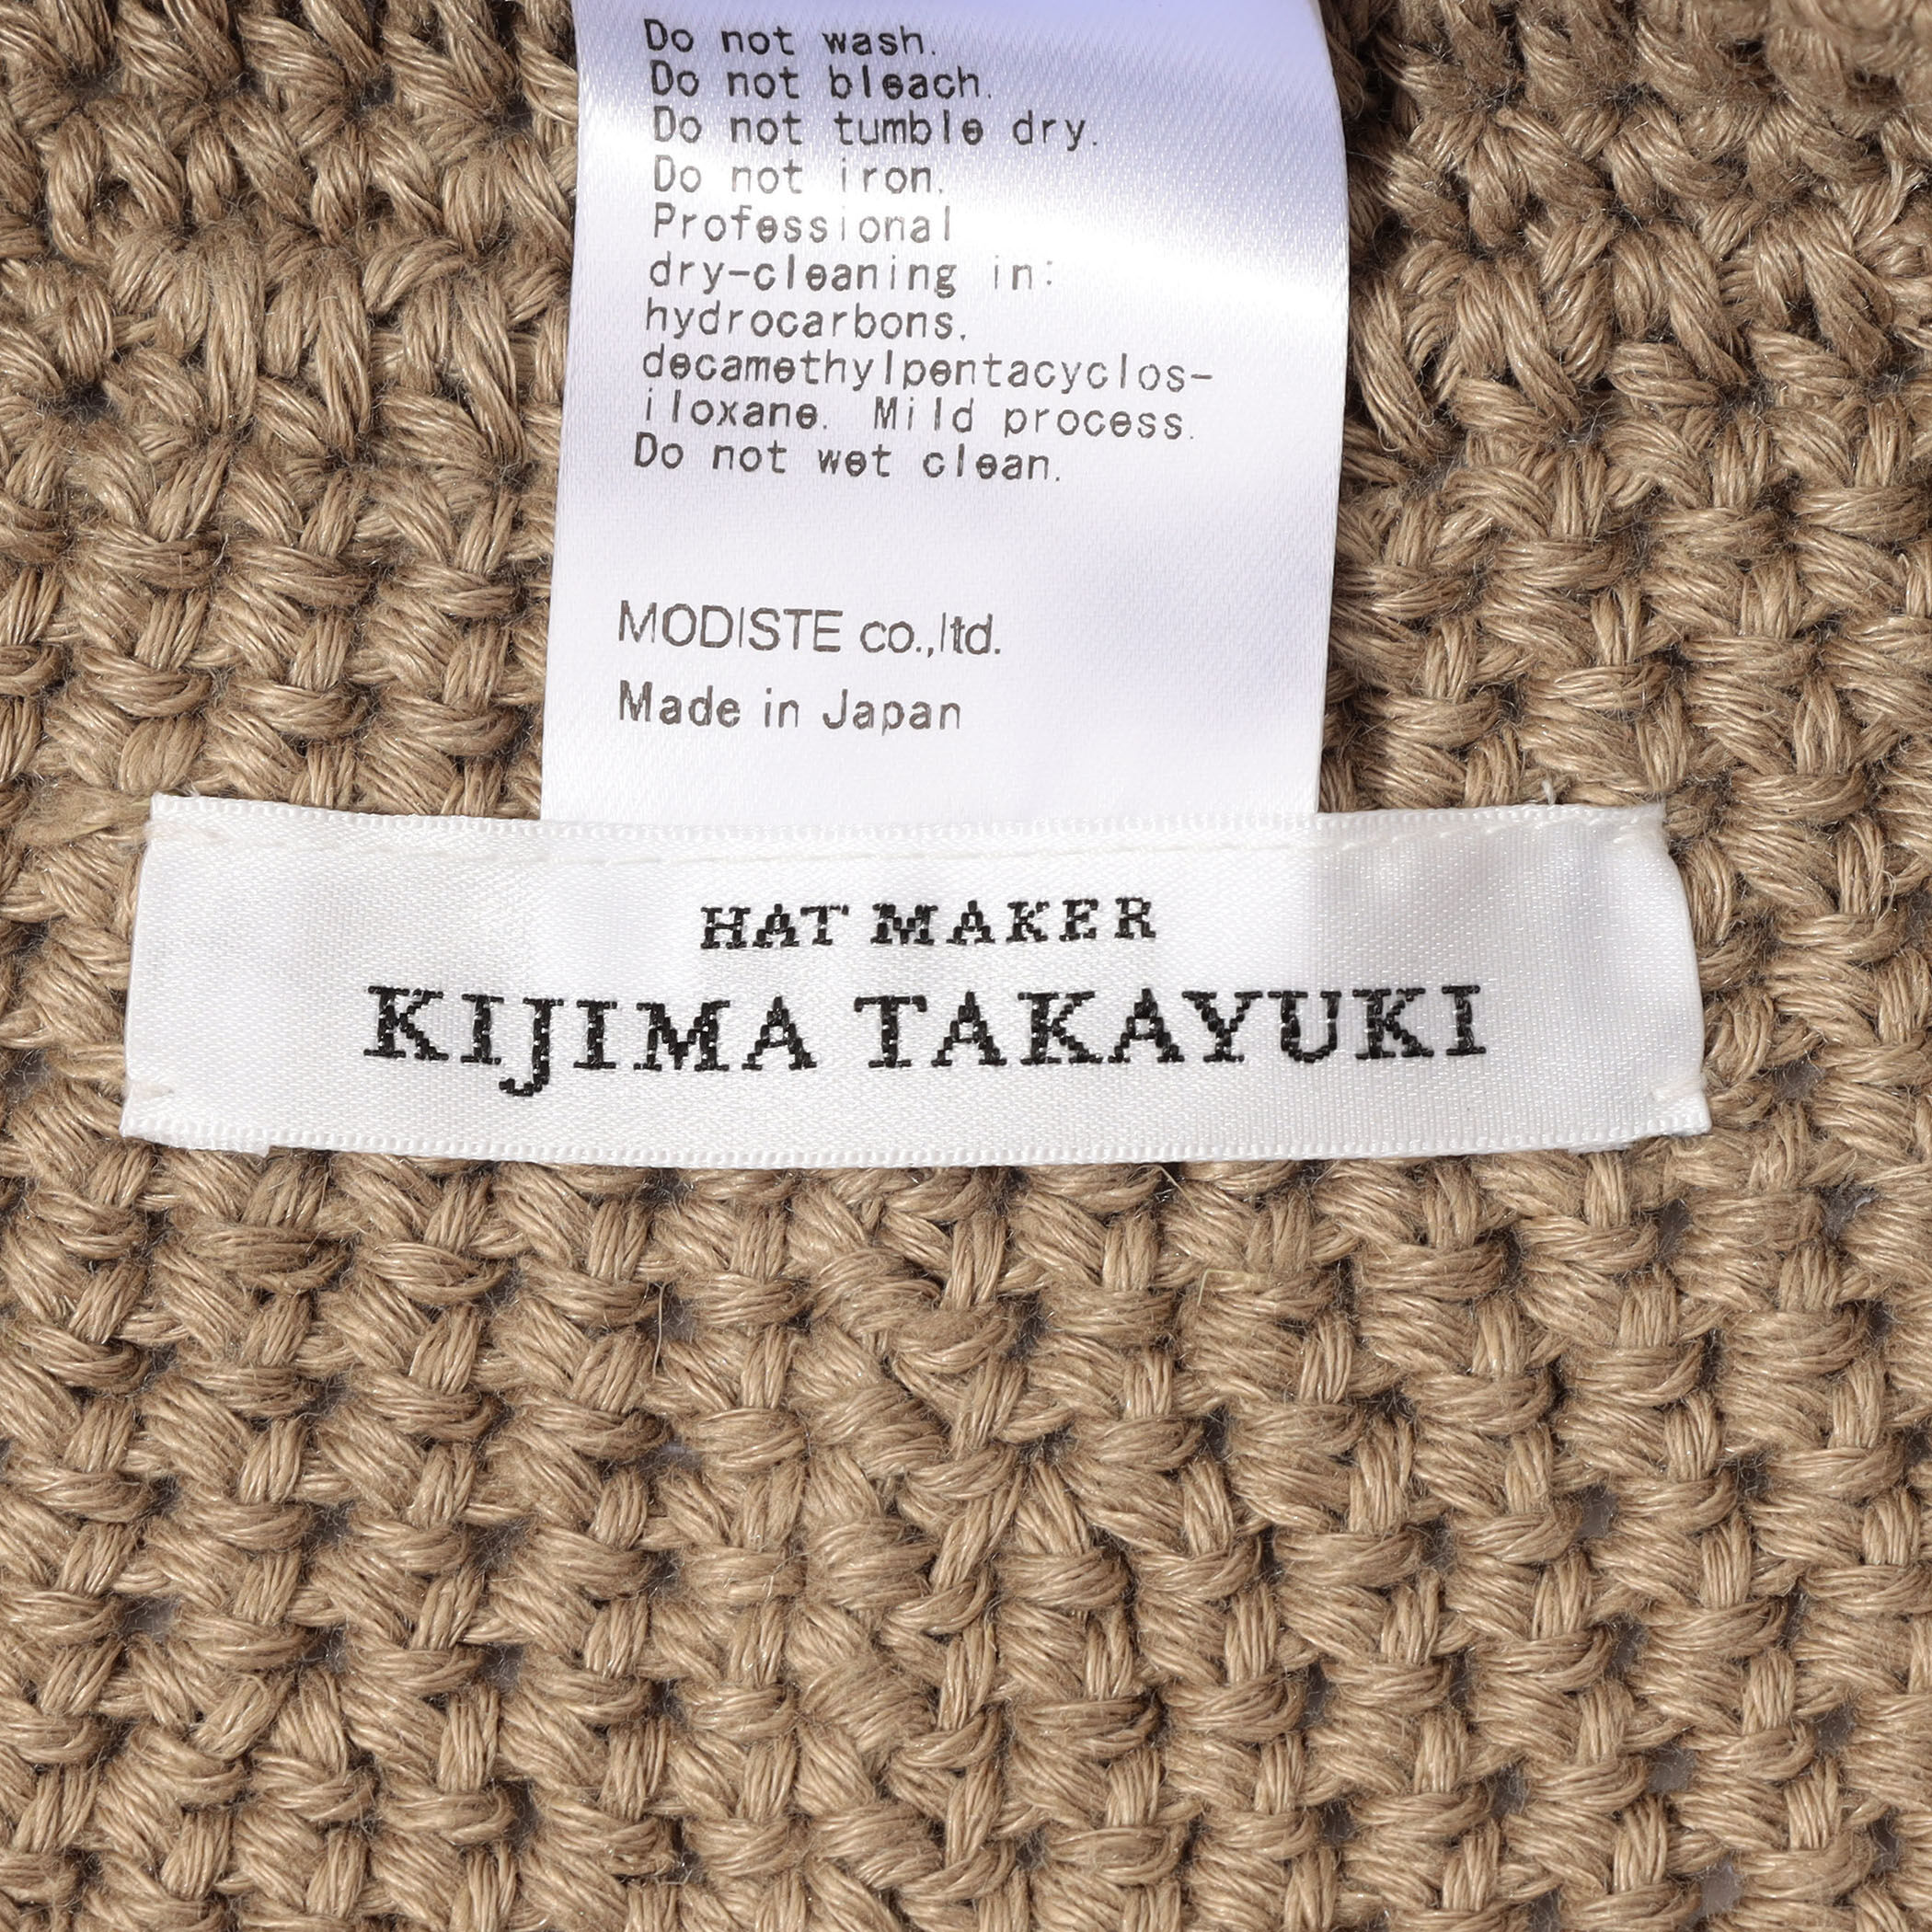 Do not wash.
Do not bleach.
Do not tumble dry.
Do not iron.
Professional
dry-cleaning in:
hydrocarbons,
decamethylpentacyclos-
iloxane. Mild process.
Do not wet clean.
MODISTE co.,ltd.
Made in Japan
HAT MAKER
KIJIMA TAKAYUKI